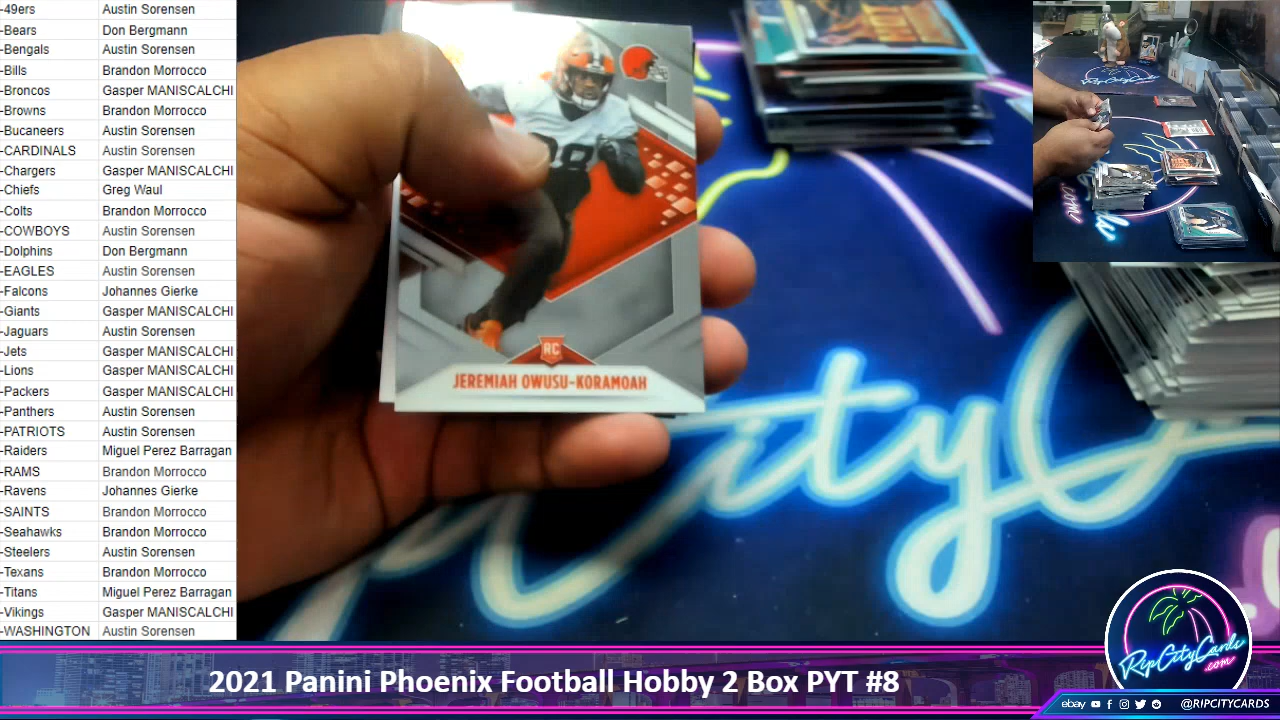 -49ers Austin Sorensen
-Bears Don Bergmann
-Bengals Austin Sorensen
-Bills Brandon Morrocco
-Broncos Gasper MANISCALCHI
-Browns Brandon Morrocco
-Bucaneers Austin Sorensen
-CARDINALS Austin Sorensen
-Chargers Gasper MANISCALCHI
-Chiefs Greg Waul
-Colts Brandon Morrocco
-COWBOYS Austin Sorensen
-Dolphins Don Bergmann
-EAGLES Austin Sorensen
-Falcons Johannes Gierke
-Giants Gasper MANISCALCHI
-Jaguars Austin Sorensen
-Jets Gasper MANISCALCHI
-Lions Gasper MANISCALCHI
-Packers Gasper MANISCALCHI
-Panthers Austin Sorensen
-PATRIOTS Austin Sorensen
-Raiders Miguel Perez Barragan
-RAMS Brandon Morrocco
-Ravens Johannes Gierke
-SAINTS Brandon Morrocco
-Seahawks Brandon Morrocco
-Steelers Austin Sorensen
-Texans Brandon Morrocco
-Titans Miguel Perez Barragan
-Vikings Gasper MANISCALCHI
-WASHINGTON Austin Sorensen
RC
JEREMIAH OWUSU-KORAMOAH
RipCityCards
.com
2021 Panini Phoenix Football Hobby 2 Box PYT #8
ebay @RIPCITYCARDS